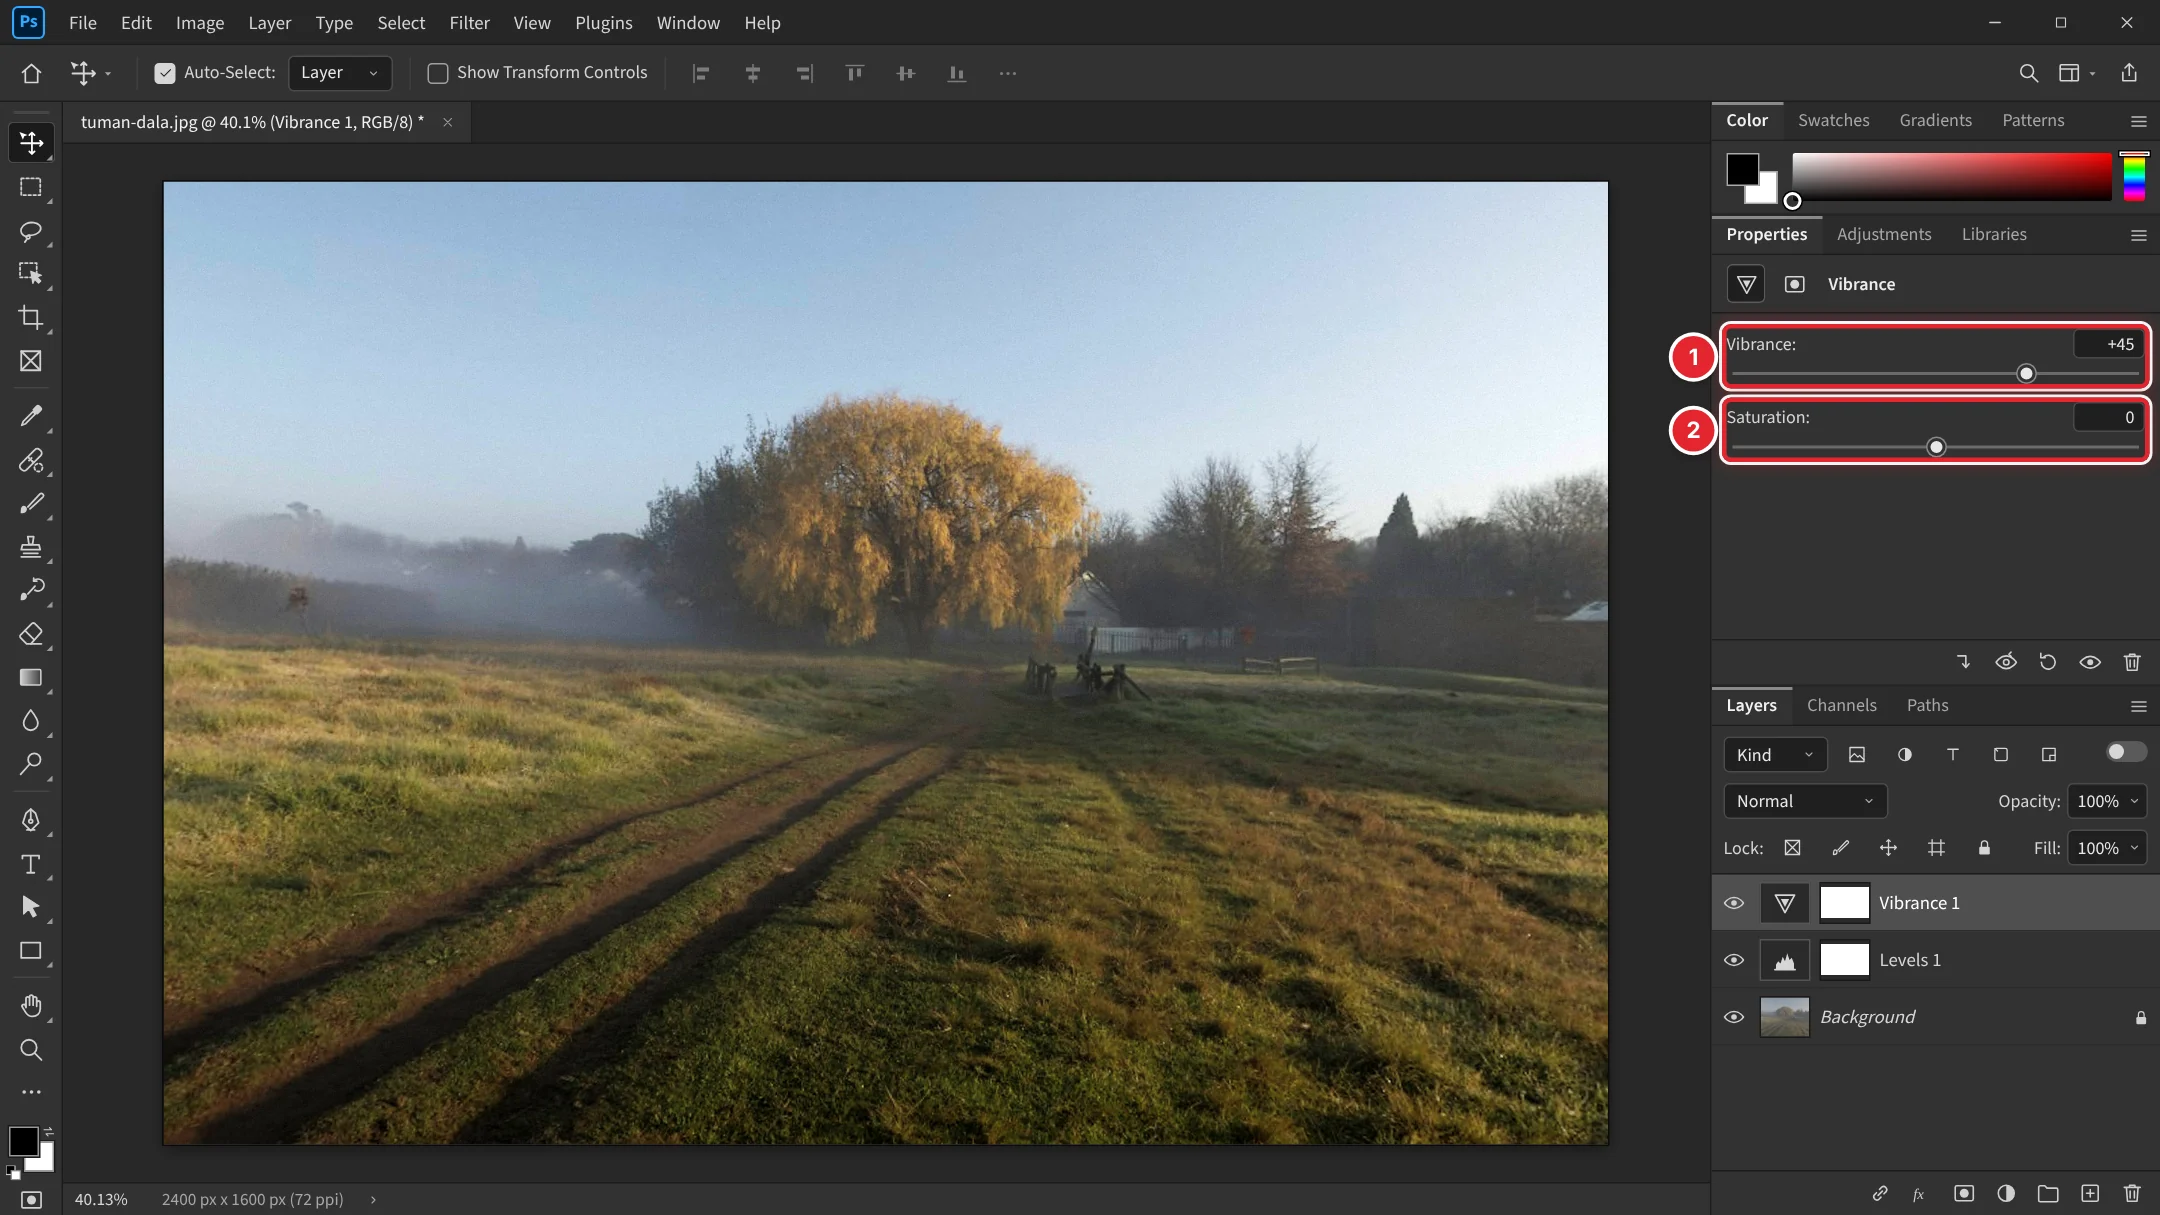 Ps File Edit Image Layer Type Select Filter View Plugins Window Help
Auto-Select: Layer Show Transform Controls
tuman-dala.jpg @ 40.1% (Vibrance 1, RGB/8) *
Color Swatches Gradients Patterns
Properties Adjustments Libraries
Vibrance
1 Vibrance: +45
2 Saturation: 0
Layers Channels Paths
Kind
Normal Opacity: 100%
Lock: Fill: 100%
Vibrance 1
Levels 1
Background
40.13% 2400 px x 1600 px (72 ppi)
fx